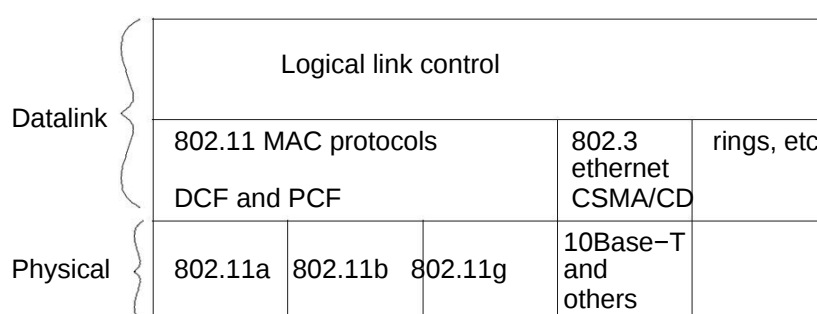 Logical link control
Datalink
802.11 MAC protocols
DCF and PCF
802.3
ethernet
CSMA/CD
rings, etc
Physical
802.11a
802.11b
802.11g
10Base−T
and
others